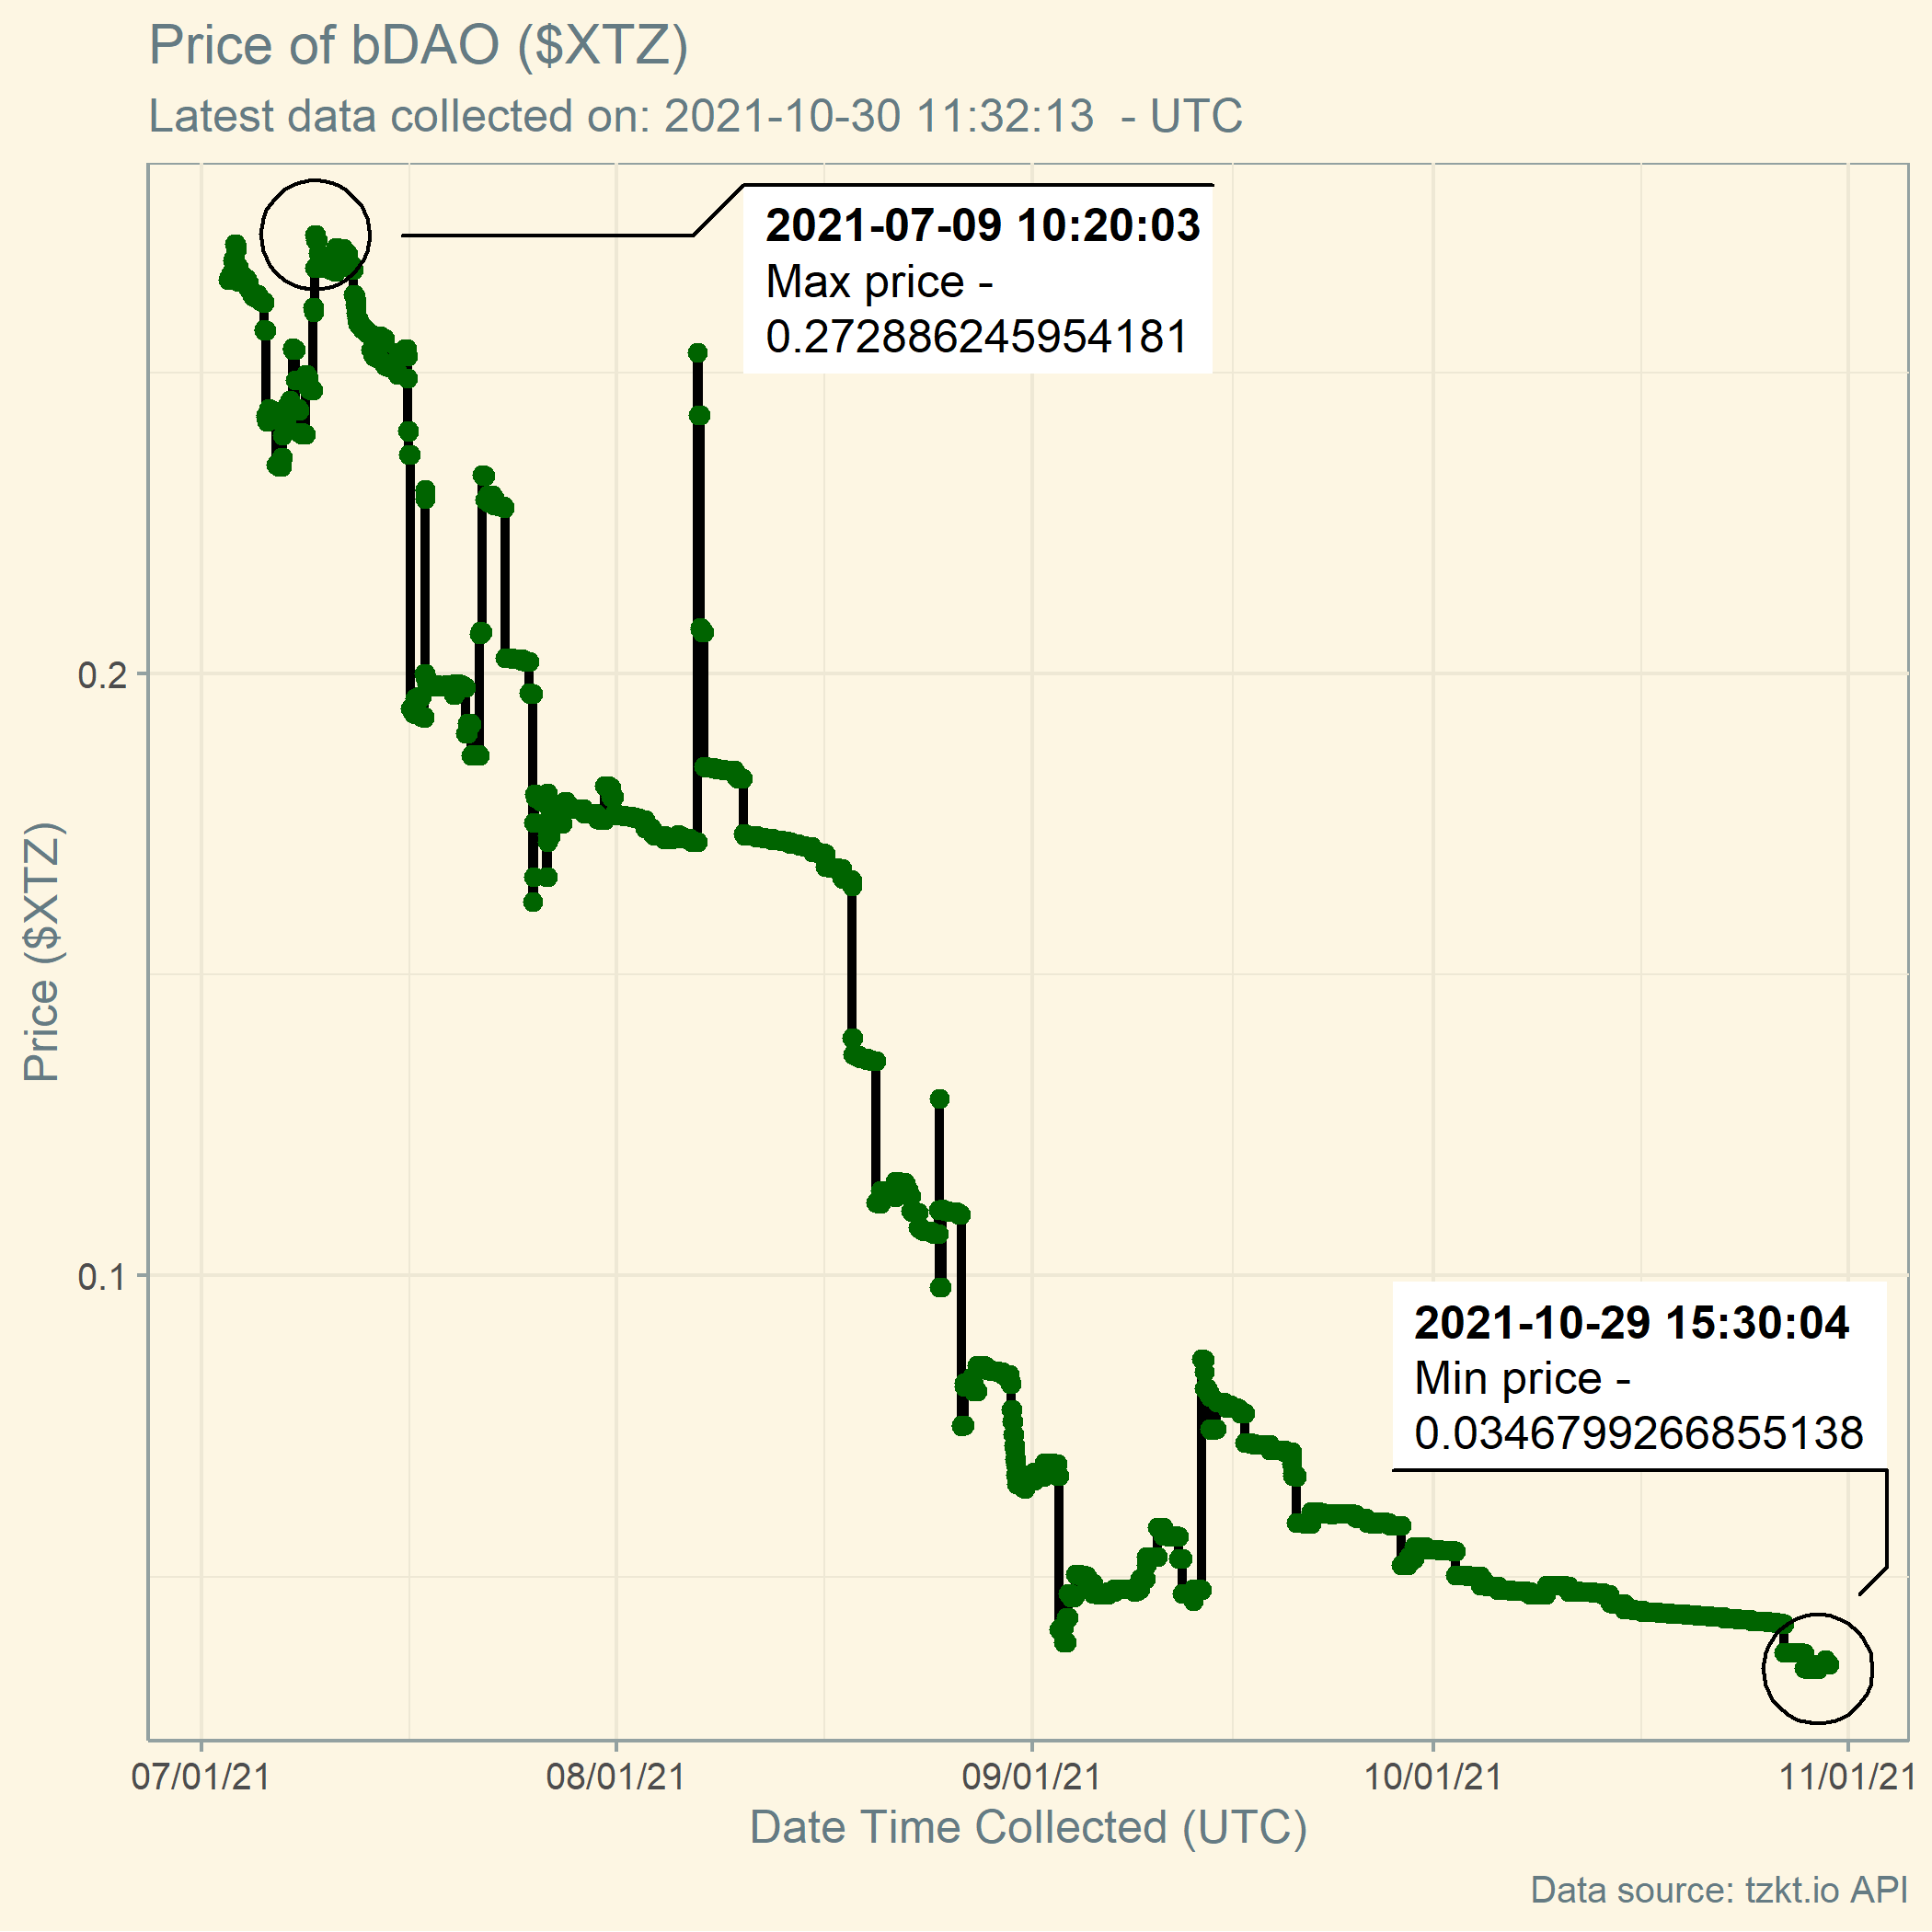 Price of bDAO ($XTZ)
Latest data collected on: 2021-10-30 11:32:13  - UTC
2021-07-09 10:20:03
Max price -
0.272886245954181
0.2
Price ($XTZ)
0.1
2021-10-29 15:30:04
Min price -
0.0346799266855138
07/01/21
08/01/21
09/01/21
10/01/21
11/01/21
Date Time Collected (UTC)
Data source: tzkt.io API